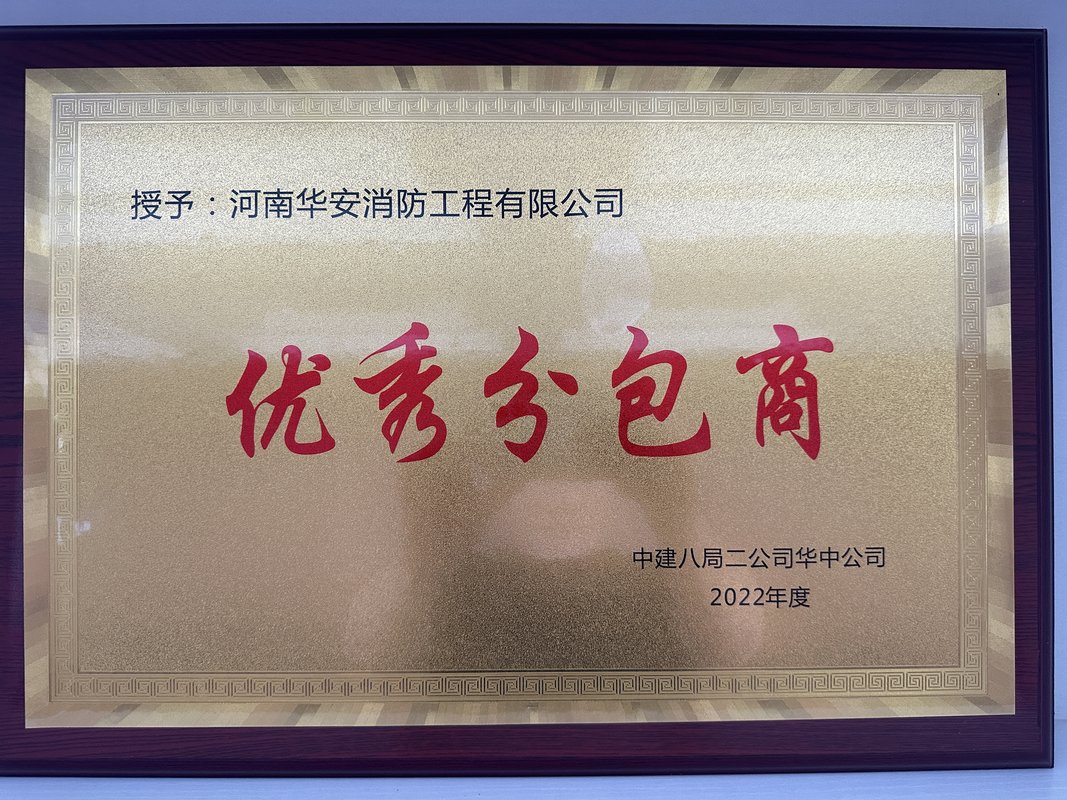 授予：河南华安消防工程有限公司
优秀分包商
中建八局二公司华中公司
2022年度